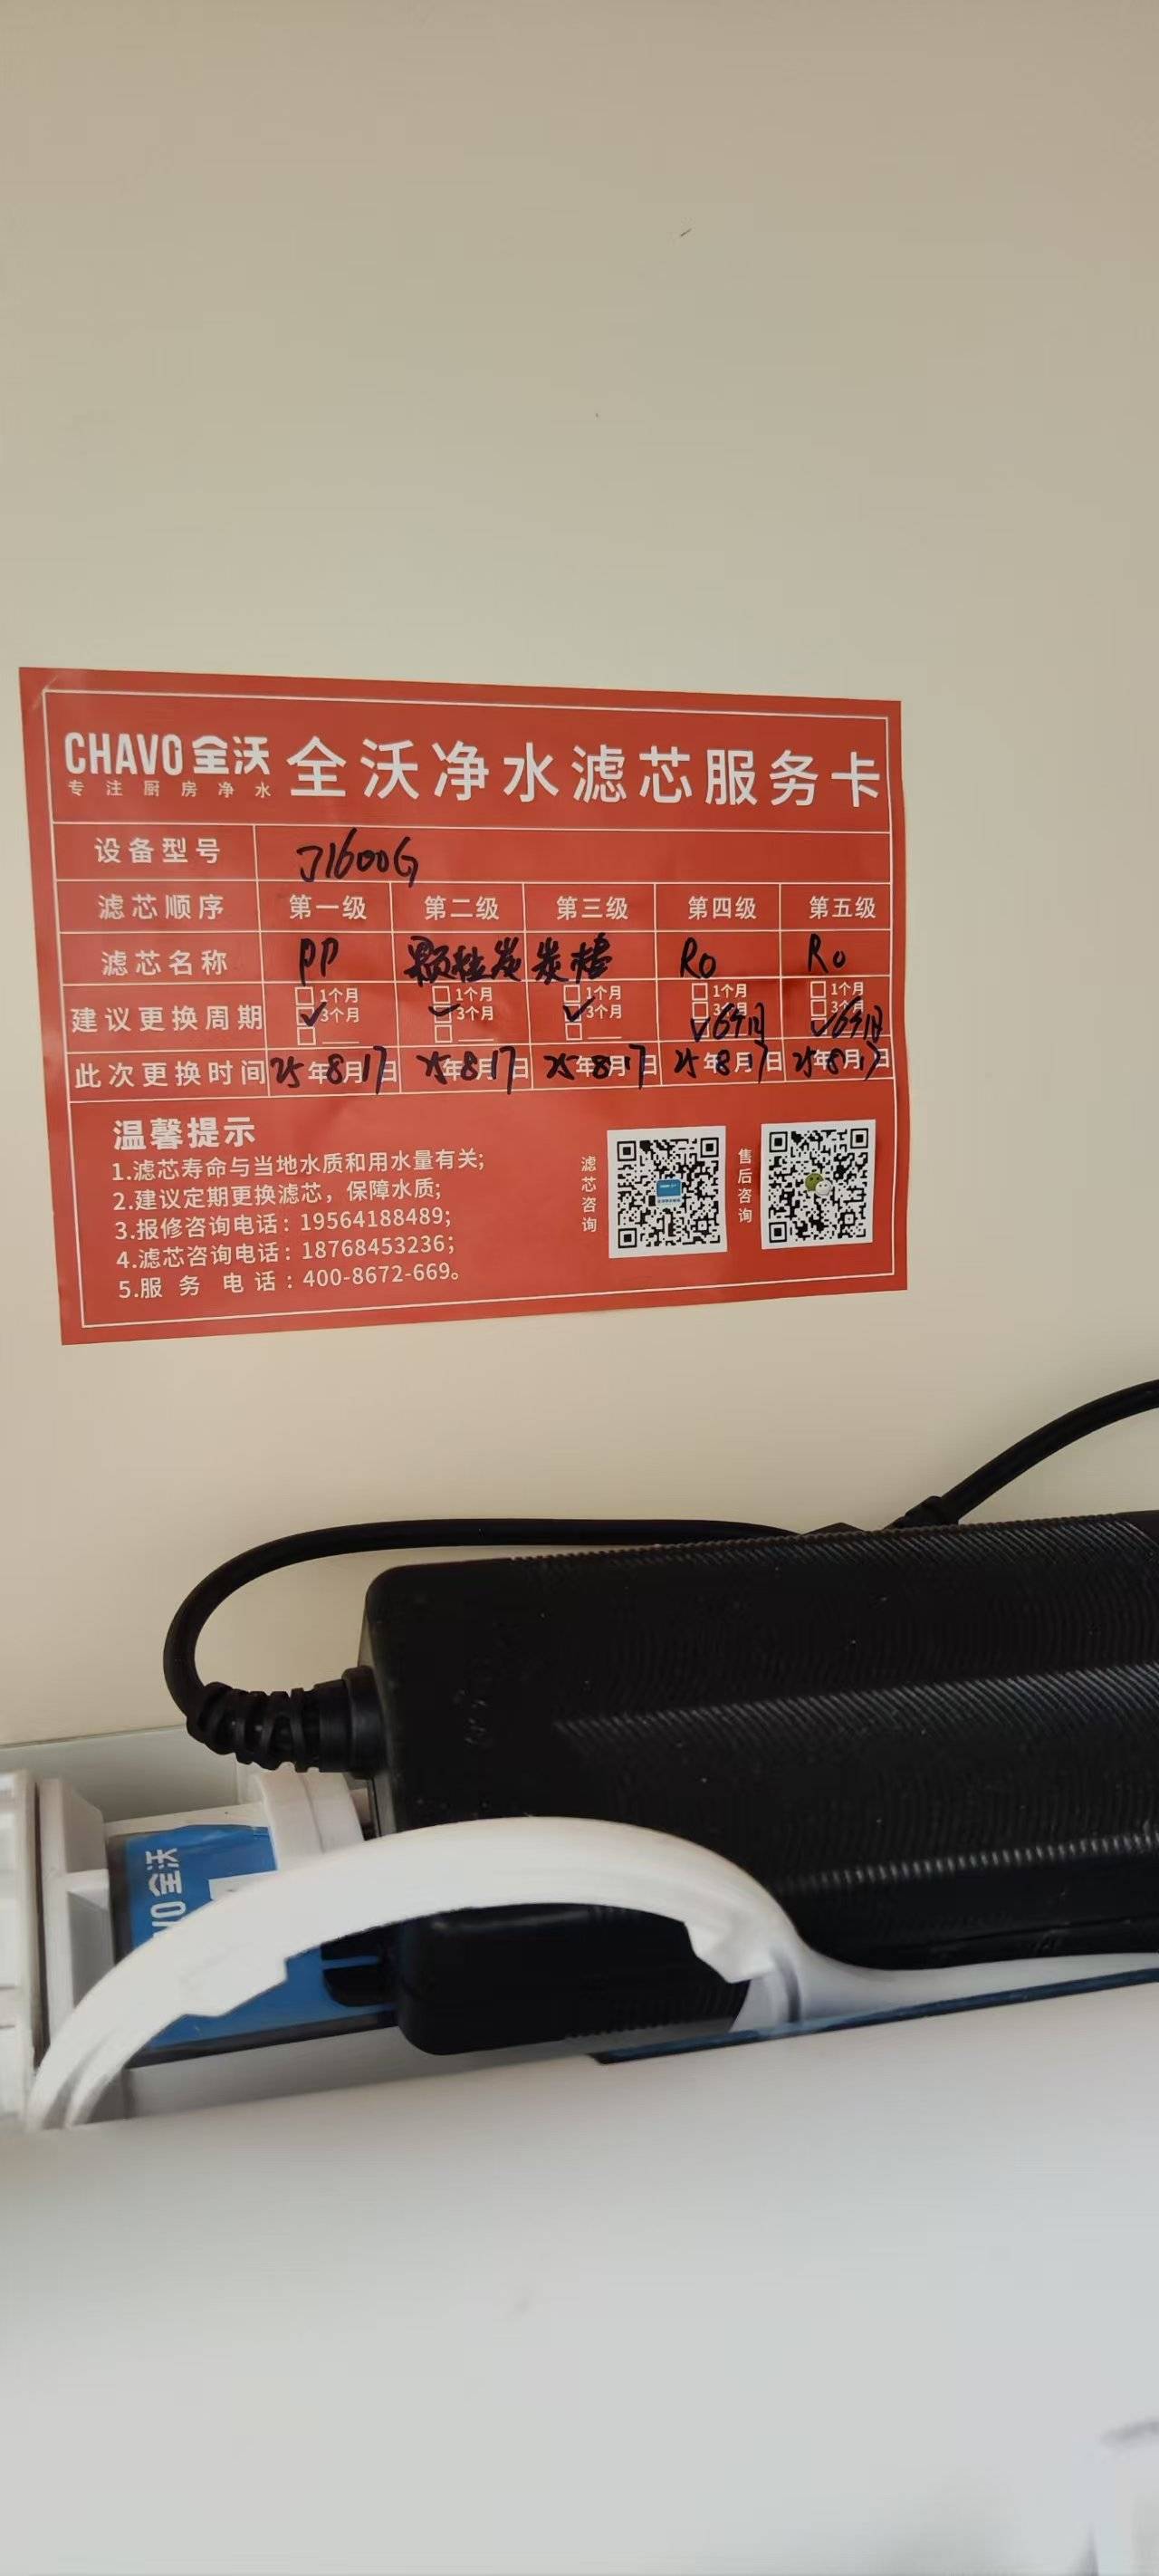 CHAVO 全沃
专注厨房净水
全沃净水滤芯服务卡
设备型号 J1600G
滤芯顺序 第一级 第二级 第三级 第四级 第五级
滤芯名称 PP 颗粒炭 炭棒 RO RO
□1个月 □1个月 □1个月 □1个月 □1个月
建议更换周期 ✓3个月 ✓3个月 ✓3个月 □3个月 □3个月
□ □ □ ✓6个月 ✓6个月
此次更换时间 25年8月17日 25年8月17日 25年8月17日 25年8月17日 25年8月17日
温馨提示
1.滤芯寿命与当地水质和用水量有关;
2.建议定期更换滤芯，保障水质;
3.报修咨询电话：19564188489;
4.滤芯咨询电话：18768453236;
5.服务电话：400-8672-669。
滤芯咨询
售后咨询
VO 全沃